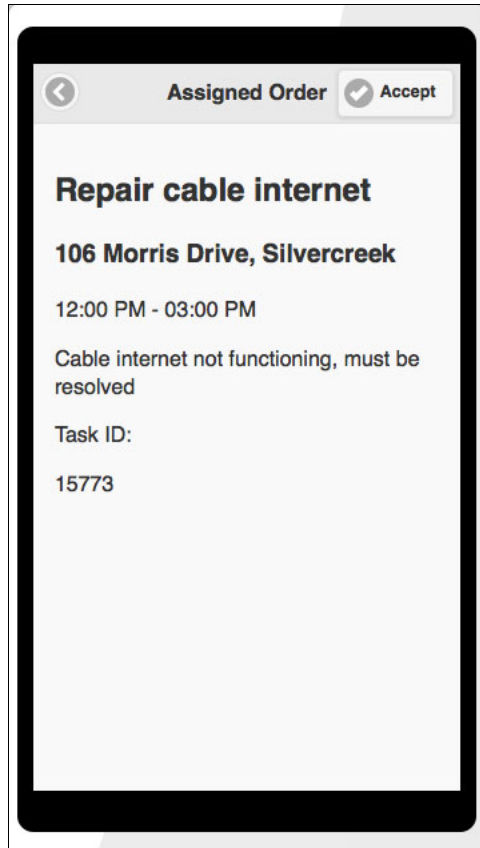 Assigned Order
Accept
Repair cable internet
106 Morris Drive, Silvercreek
12:00 PM - 03:00 PM
Cable internet not functioning, must be
resolved
Task ID:
15773